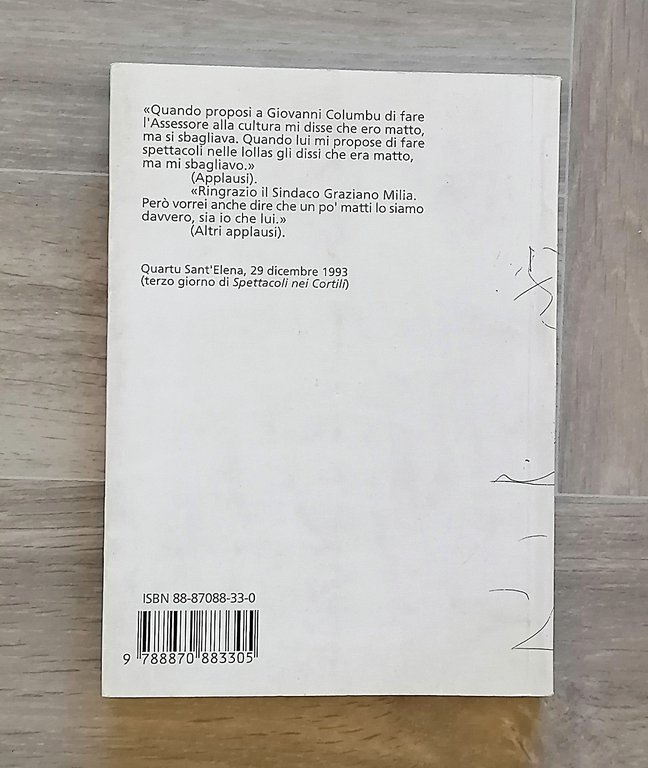 «Quando proposi a Giovanni Columbu di fare
l'Assessore alla cultura mi disse che ero matto,
ma si sbagliava. Quando lui mi propose di fare
spettacoli nelle lollas gli dissi che era matto,
ma mi sbagliavo.»
(Applausi).
«Ringrazio il Sindaco Graziano Milia.
Però vorrei anche dire che un po' matti lo siamo
davvero, sia io che lui.»
(Altri applausi).
Quartu Sant'Elena, 29 dicembre 1993
(terzo giorno di Spettacoli nei Cortili)
ISBN 88-87088-33-0
9 788870 883305